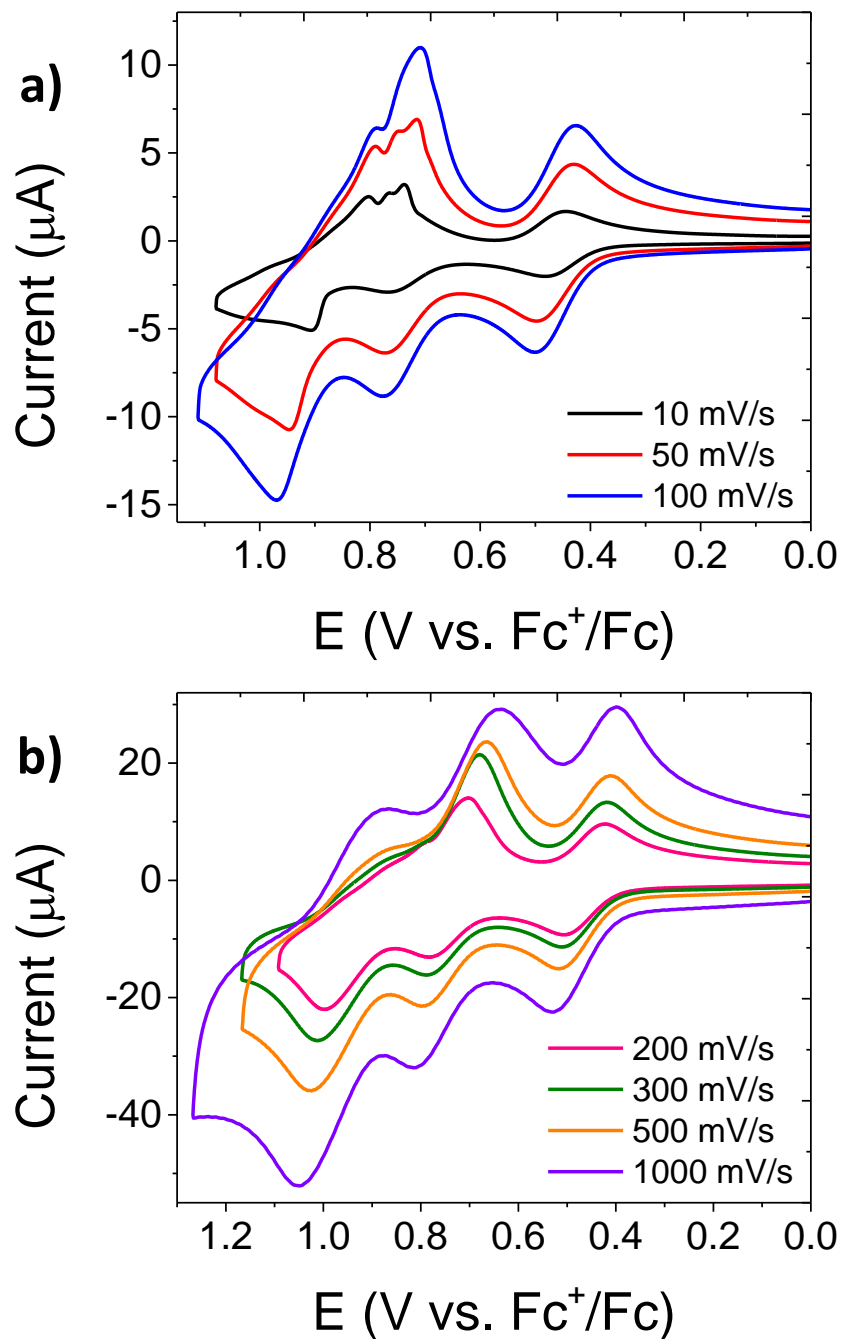 a)
10
5
0
-5
-10
-15
Current (μA)
10 mV/s
50 mV/s
100 mV/s
1.0 0.8 0.6 0.4 0.2 0.0
E (V vs. Fc⁺/Fc)
b)
20
0
-20
-40
Current (μA)
200 mV/s
300 mV/s
500 mV/s
1000 mV/s
1.2 1.0 0.8 0.6 0.4 0.2 0.0
E (V vs. Fc⁺/Fc)